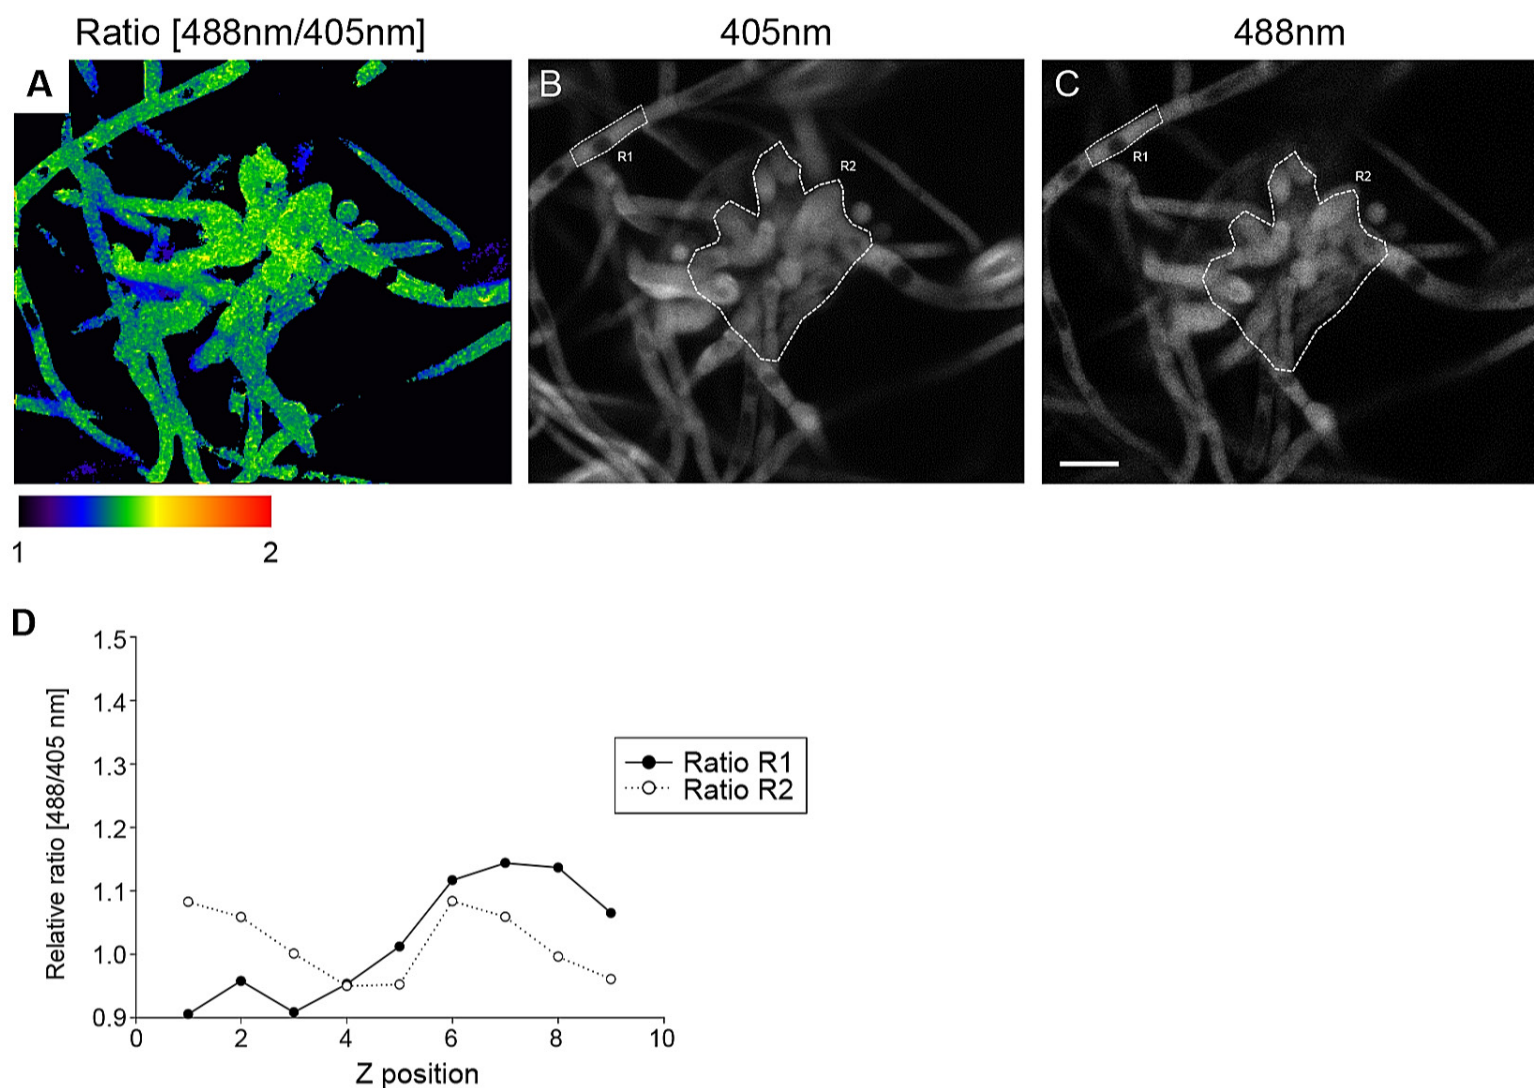 Ratio [488nm/405nm]
405nm
488nm
A
B
C
R1
R2
R1
R2
1
2
D
1.5
1.4
1.3
1.2
1.1
1.0
0.9
Relative ratio [488/405 nm]
Ratio R1
Ratio R2
0
2
4
6
8
10
Z position